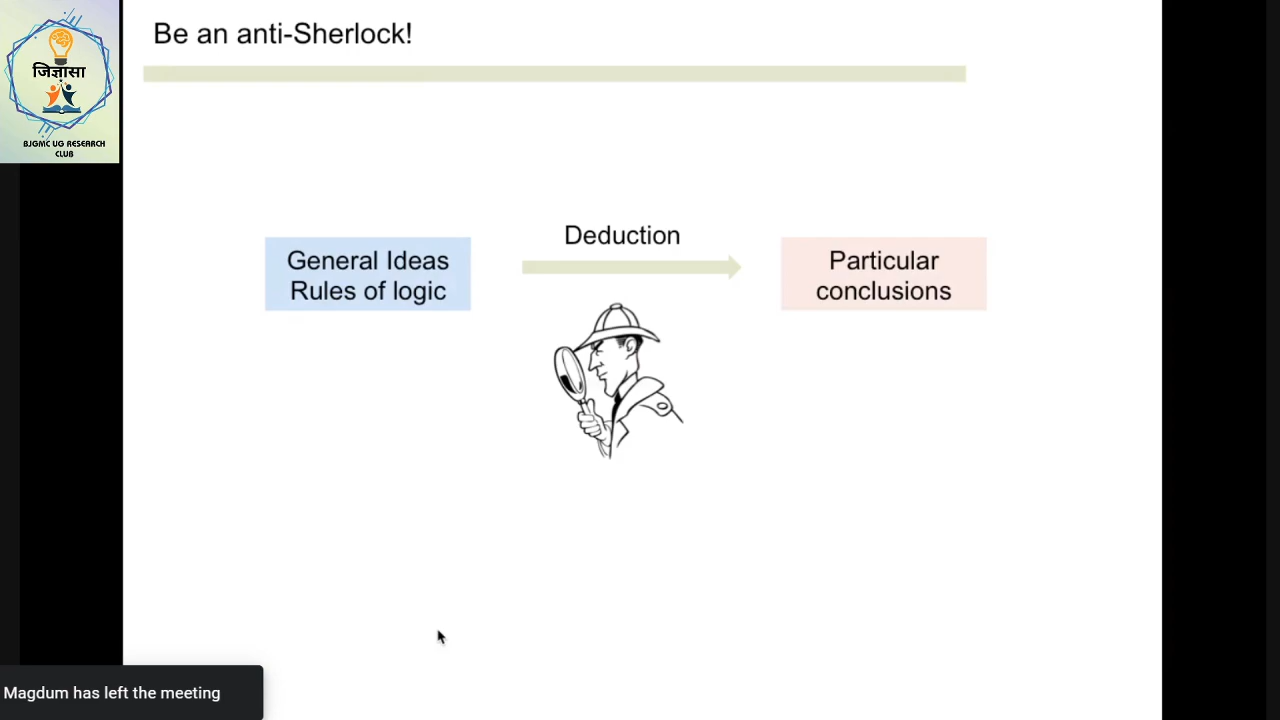 Be an anti-Sherlock!
जिज्ञासा
BJGMC UG RESEARCH
CLUB
Deduction
General Ideas
Rules of logic
Particular
conclusions
Magdum has left the meeting